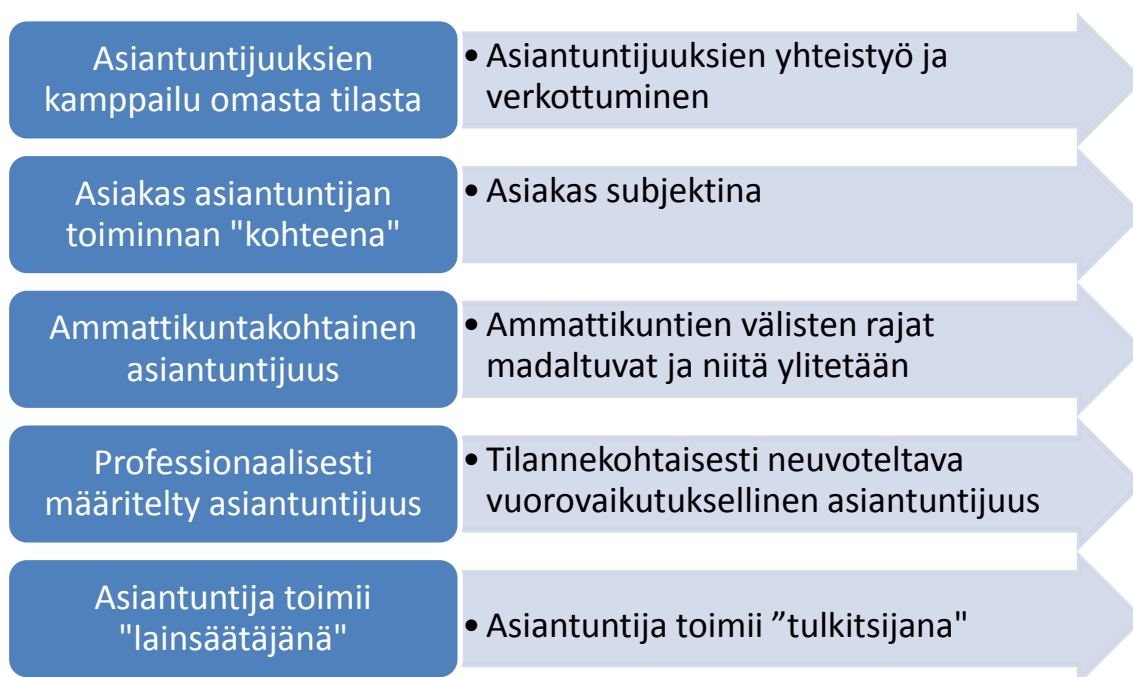 Asiantuntijuuksien
kamppailu omasta tilasta
• Asiantuntijuuksien yhteistyö ja
verkottuminen
Asiakas asiantuntijan
toiminnan "kohteena"
• Asiakas subjektina
Ammattikuntakohtainen
asiantuntijuus
• Ammattikuntien välisten rajat
madaltuvat ja niitä ylitetään
Professionaalisesti
määritelty asiantuntijuus
• Tilannekohtaisesti neuvoteltava
vuorovaikutuksellinen asiantuntijuus
Asiantuntija toimii
"lainsäätäjänä"
• Asiantuntija toimii ”tulkitsijana"